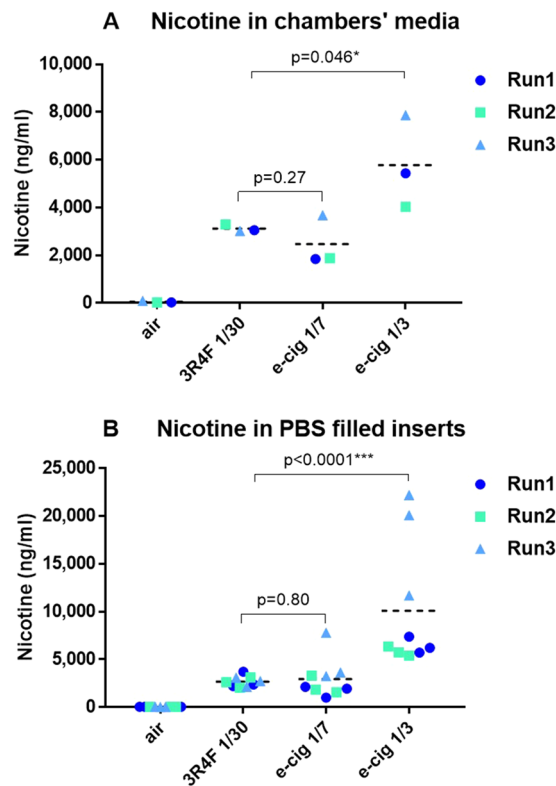 A Nicotine in chambers' media
p=0.046*
p=0.27
Nicotine (ng/ml)
10,000
8,000
6,000
4,000
2,000
0
air
3R4F 1/30
e-cig 1/7
e-cig 1/3
Run1
Run2
Run3
B Nicotine in PBS filled inserts
p<0.0001***
p=0.80
Nicotine (ng/ml)
25,000
20,000
15,000
10,000
5,000
0
air
3R4F 1/30
e-cig 1/7
e-cig 1/3
Run1
Run2
Run3